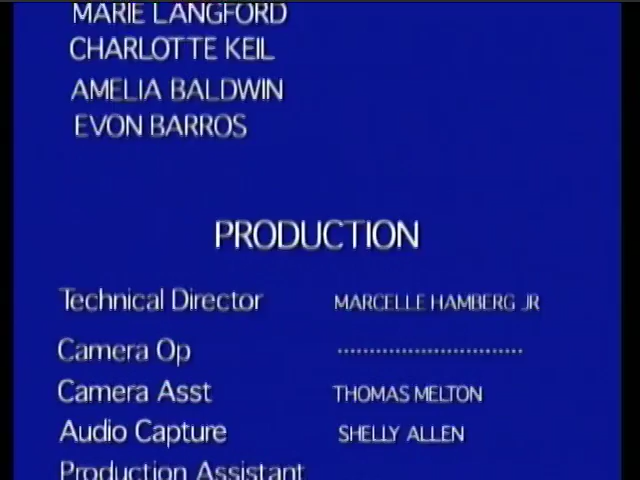 MARIE LANGFORD
CHARLOTTE KEIL
AMELIA BALDWIN
EVON BARROS
PRODUCTION
Technical Director MARCELLE HAMBERG JR
Camera Op .............................
Camera Asst THOMAS MELTON
Audio Capture SHELLY ALLEN
Production Assistant